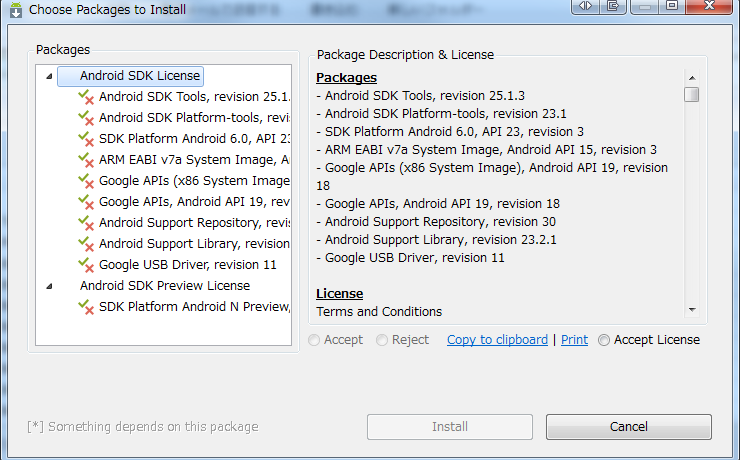 Choose Packages to Install
Packages
Android SDK License
Android SDK Tools, revision 25.1.
Android SDK Platform-tools, revi
SDK Platform Android 6.0, API 23
ARM EABI v7a System Image, A
Google APIs (x86 System Image
Google APIs, Android API 19, rev
Android Support Repository, revi
Android Support Library, revision
Google USB Driver, revision 11
Android SDK Preview License
SDK Platform Android N Preview,
Package Description & License
Packages
- Android SDK Tools, revision 25.1.3
- Android SDK Platform-tools, revision 23.1
- SDK Platform Android 6.0, API 23, revision 3
- ARM EABI v7a System Image, Android API 15, revision 3
- Google APIs (x86 System Image), Android API 19, revision
18
- Google APIs, Android API 19, revision 18
- Android Support Repository, revision 30
- Android Support Library, revision 23.2.1
- Google USB Driver, revision 11
License
Terms and Conditions
Accept Reject Copy to clipboard | Print Accept License
[*] Something depends on this package
Install Cancel